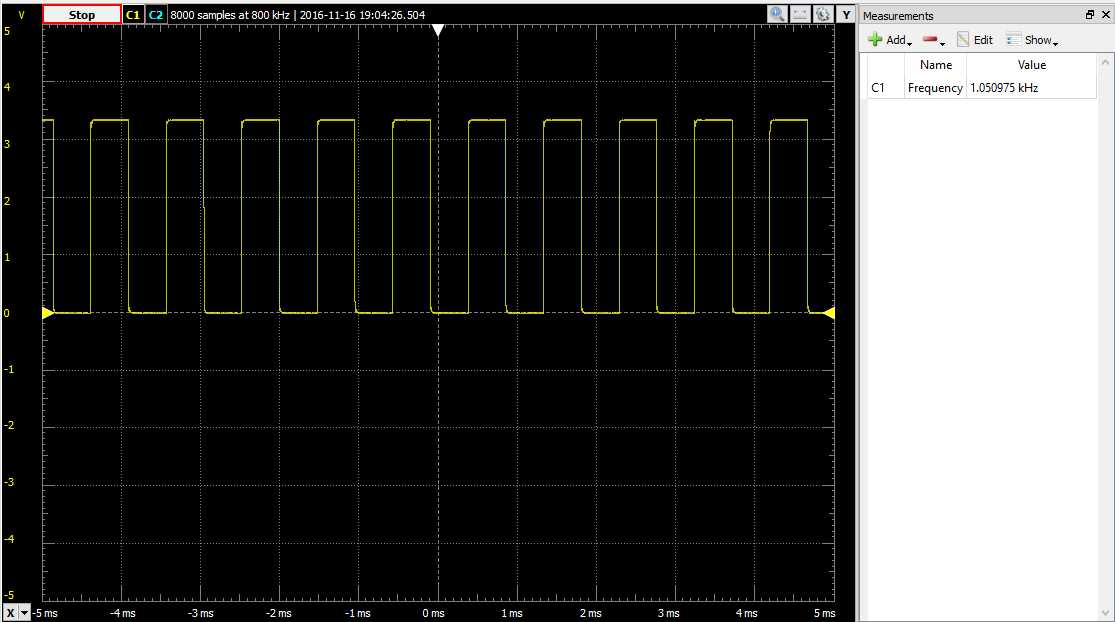 V Stop C1 C2 8000 samples at 800 kHz | 2016-11-16 19:04:26.504 Y
5
4
3
2
1
0
-1
-2
-3
-4
-5
X -5 ms -4 ms -3 ms -2 ms -1 ms 0 ms 1 ms 2 ms 3 ms 4 ms 5 ms
Measurements
Add Edit Show
Name Value
C1 Frequency 1.050975 kHz